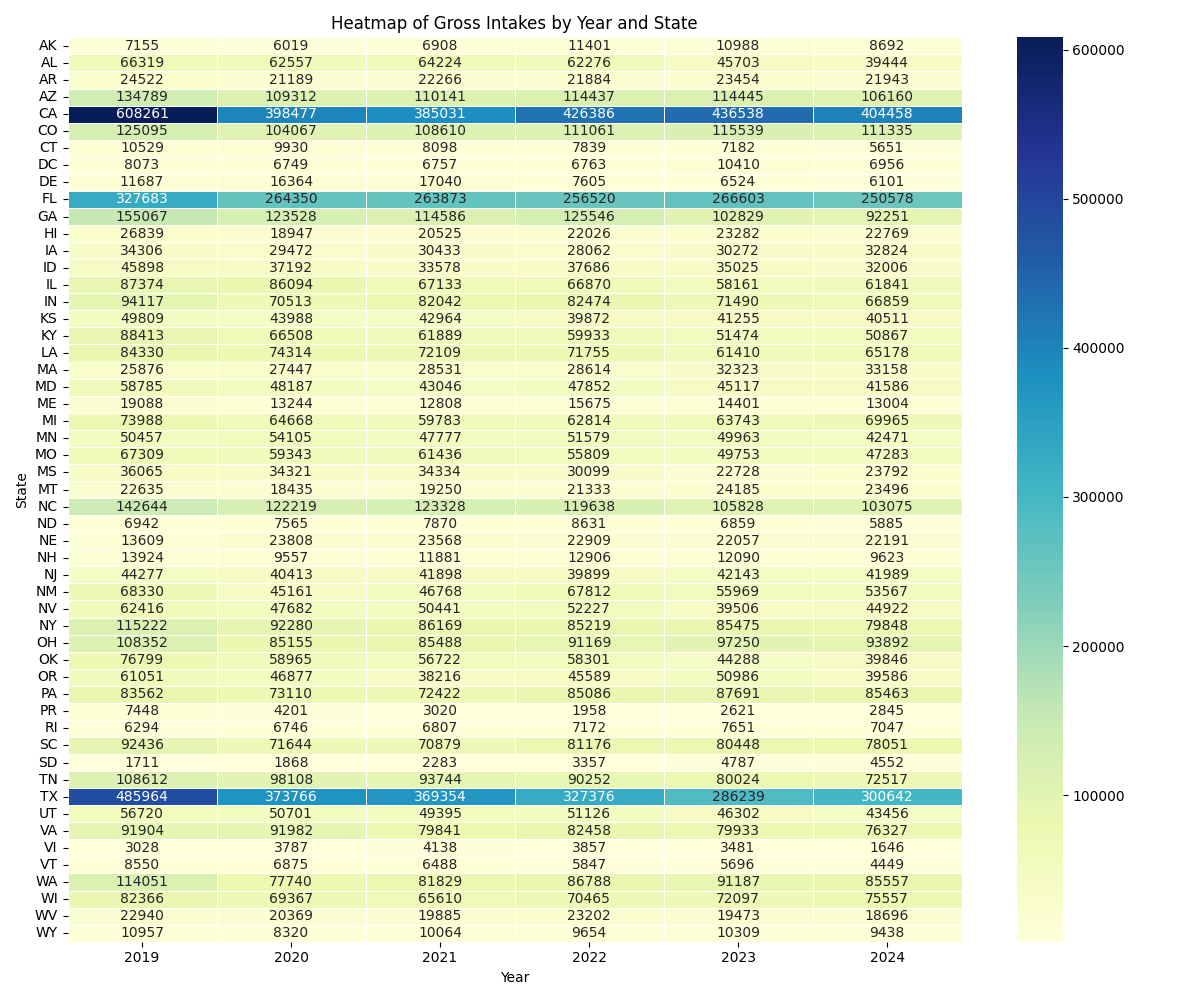 Heatmap of Gross Intakes by Year and State
AK 7155 6019 6908 11401 10988 8692
AL 66319 62557 64224 62276 45703 39444
AR 24522 21189 22266 21884 23454 21943
AZ 134789 109312 110141 114437 114445 106160
CA 608261 398477 385031 426386 436538 404458
CO 125095 104067 108610 111061 115539 111335
CT 10529 9930 8098 7839 7182 5651
DC 8073 6749 6757 6763 10410 6956
DE 11687 16364 17040 7605 6524 6101
FL 327683 264350 263873 256520 266603 250578
GA 155067 123528 114586 125546 102829 92251
HI 26839 18947 20525 22026 23282 22769
IA 34306 29472 30433 28062 30272 32824
ID 45898 37192 33578 37686 35025 32006
IL 87374 86094 67133 66870 58161 61841
IN 94117 70513 82042 82474 71490 66859
KS 49809 43988 42964 39872 41255 40511
KY 88413 66508 61889 59933 51474 50867
LA 84330 74314 72109 71755 61410 65178
MA 25876 27447 28531 28614 32323 33158
MD 58785 48187 43046 47852 45117 41586
ME 19088 13244 12808 15675 14401 13004
MI 73988 64668 59783 62814 63743 69965
MN 50457 54105 47777 51579 49963 42471
MO 67309 59343 61436 55809 49753 47283
MS 36065 34321 34334 30099 22728 23792
MT 22635 18435 19250 21333 24185 23496
NC 142644 122219 123328 119638 105828 103075
ND 6942 7565 7870 8631 6859 5885
NE 13609 23808 23568 22909 22057 22191
NH 13924 9557 11881 12906 12090 9623
NJ 44277 40413 41898 39899 42143 41989
NM 68330 45161 46768 67812 55969 53567
NV 62416 47682 50441 52227 39506 44922
NY 115222 92280 86169 85219 85475 79848
OH 108352 85155 85488 91169 97250 93892
OK 76799 58965 56722 58301 44288 39846
OR 61051 46877 38216 45589 50986 39586
PA 83562 73110 72422 85086 87691 85463
PR 7448 4201 3020 1958 2621 2845
RI 6294 6746 6807 7172 7651 7047
SC 92436 71644 70879 81176 80448 78051
SD 1711 1868 2283 3357 4787 4552
TN 108612 98108 93744 90252 80024 72517
TX 485964 373766 369354 327376 286239 300642
UT 56720 50701 49395 51126 46302 43456
VA 91904 91982 79841 82458 79933 76327
VI 3028 3787 4138 3857 3481 1646
VT 8550 6875 6488 5847 5696 4449
WA 114051 77740 81829 86788 91187 85557
WI 82366 69367 65610 70465 72097 75557
WV 22940 20369 19885 23202 19473 18696
WY 10957 8320 10064 9654 10309 9438
2019 2020 2021 2022 2023 2024
Year
State
600000
500000
400000
300000
200000
100000